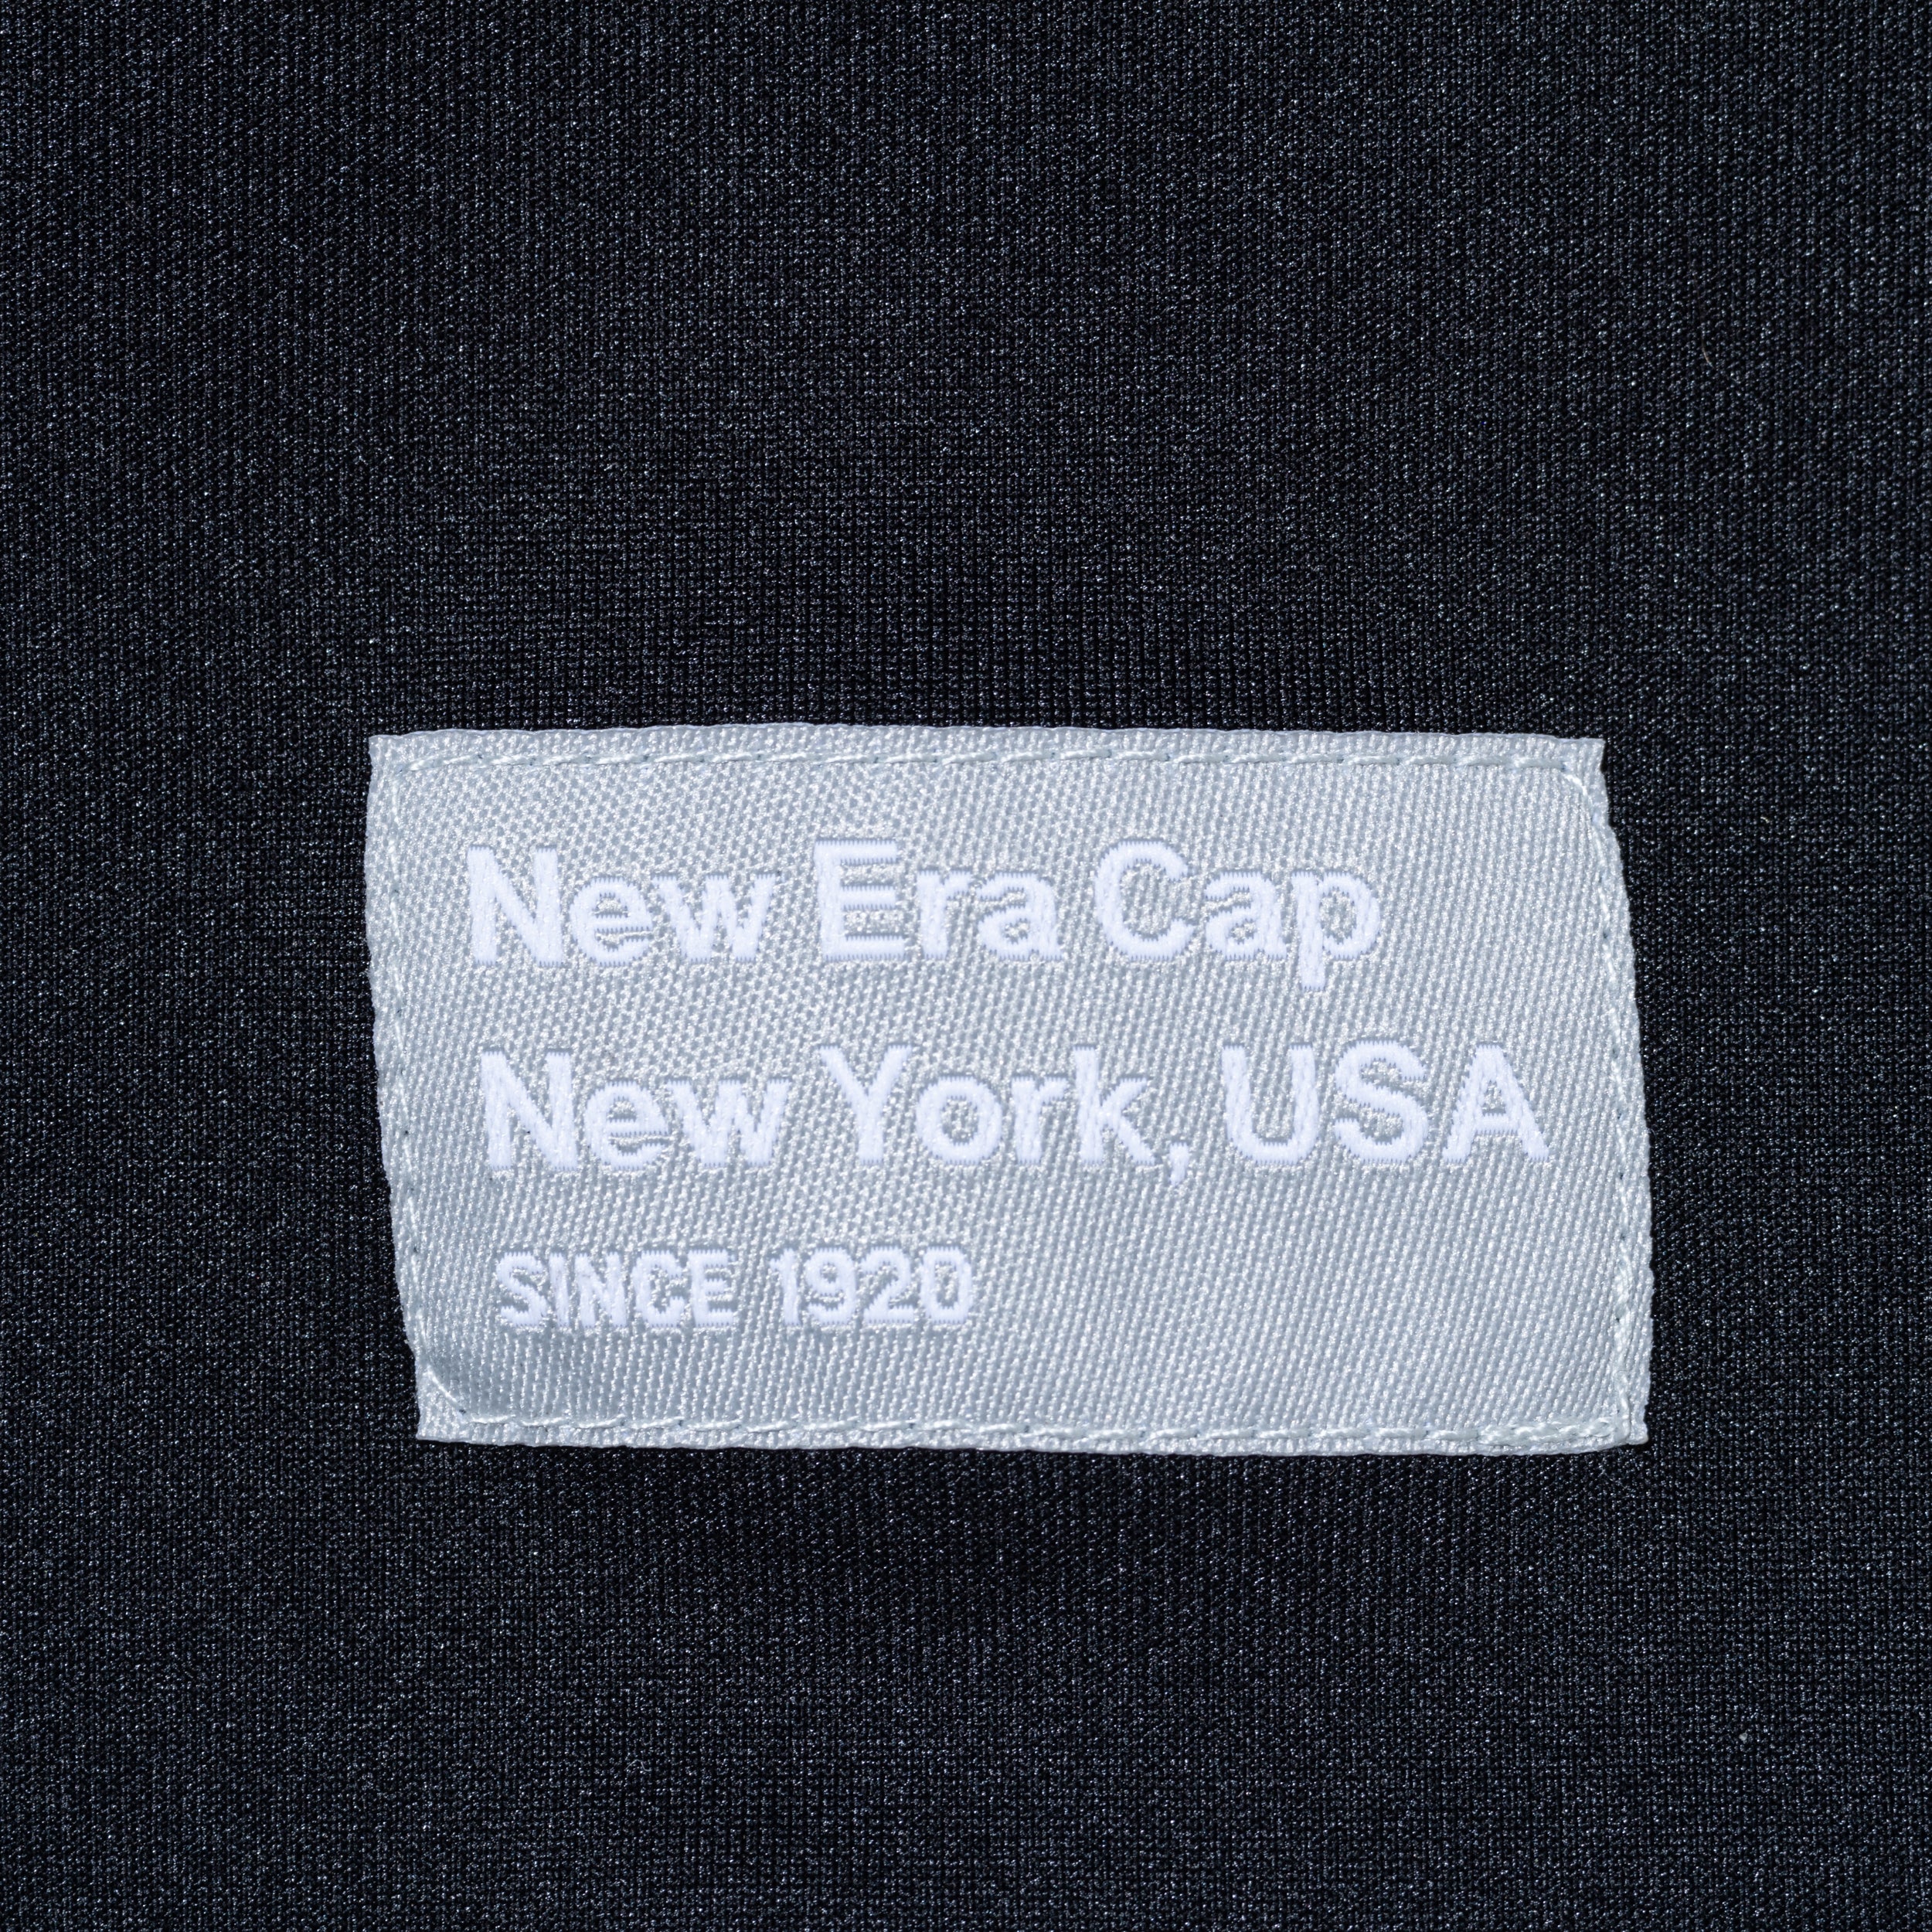 New Era Cap
New York, USA
SINCE 1920